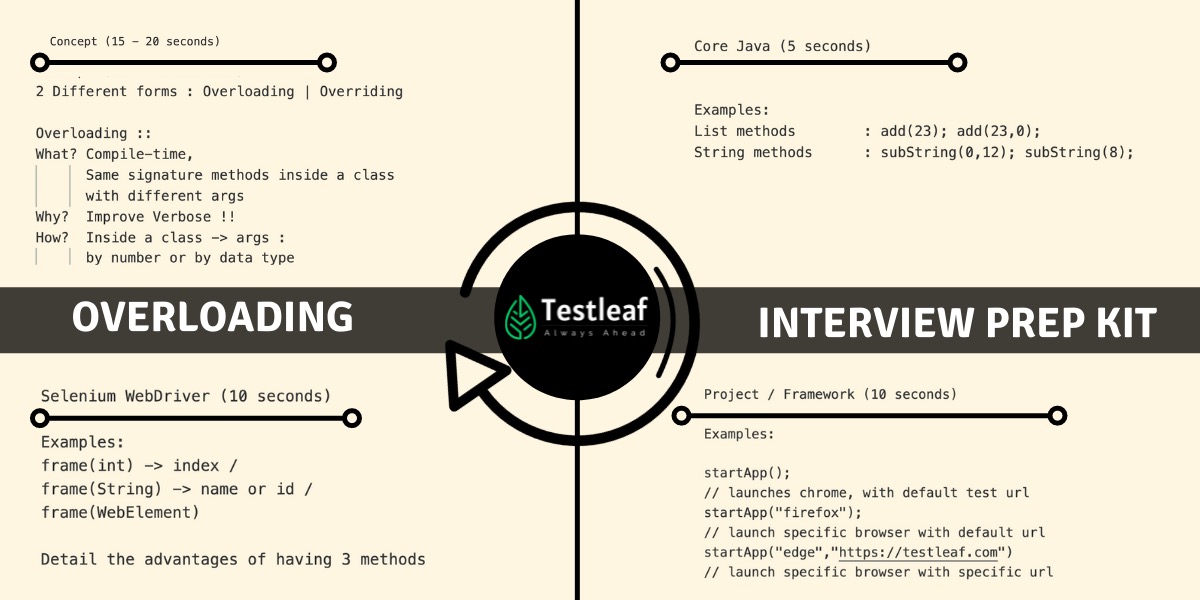 Concept (15 – 20 seconds)
2 Different forms : Overloading | Overriding
Overloading ::
What? Compile-time,
Same signature methods inside a class
with different args
Why? Improve Verbose !!
How? Inside a class -> args :
by number or by data type
Core Java (5 seconds)
Examples:
List methods : add(23); add(23,0);
String methods : subString(0,12); subString(8);
OVERLOADING
Testleaf
Always Ahead
INTERVIEW PREP KIT
Selenium WebDriver (10 seconds)
Examples:
frame(int) -> index /
frame(String) -> name or id /
frame(WebElement)
Detail the advantages of having 3 methods
Project / Framework (10 seconds)
Examples:
startApp();
// launches chrome, with default test url
startApp("firefox");
// launch specific browser with default url
startApp("edge","https://testleaf.com")
// launch specific browser with specific url